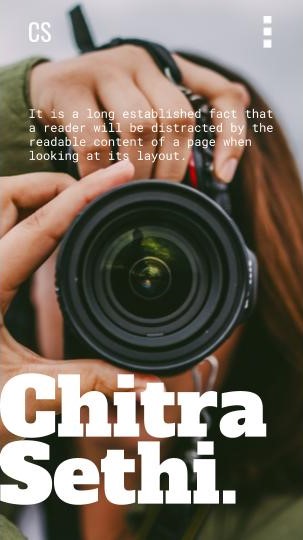 CS
It is a long established fact that
a reader will be distracted by the
readable content of a page when
looking at its layout.
Chitra
Sethi.